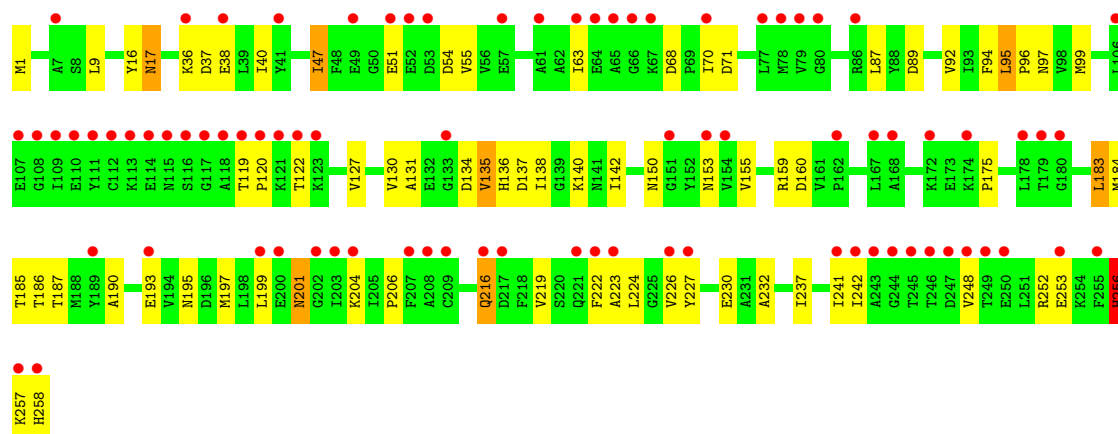 M1 A7 S8 L9 Y16 N17 K36 D37 E38 L39 I40 Y41 I47 F48 E49 G50 E51 E52 D53 D54 V55 V56 E57 A61 A62 I63 E64 A65 G66 K67 D68 P69 I70 D71 L77 M78 V79 G80 R86 L87 Y88 D89 V92 I93 F94 L95 P96 N97 V98 M99 L106
E107 G108 I109 E110 Y111 C112 K113 E114 N115 S116 G117 A118 T119 P120 K121 T122 K123 V127 V130 A131 E132 G133 D134 V135 H136 D137 I138 G139 K140 N141 I142 N150 G151 Y152 N153 V154 V155 R159 D160 V161 P162 L167 A168 K172 E173 K174 P175 L178 T179 G180 L183 M184
T185 T186 T187 M188 Y189 A190 E193 V194 N195 D196 M197 L198 L199 E200 N201 G202 I203 K204 I205 P206 F207 A208 C209 Q216 D217 F218 V219 S220 Q221 F222 A223 L224 G225 V226 Y227 E230 A231 A232 I237 I241 I242 A243 G244 T245 T246 D247 V248 T249 E250 L251 R252 E253 K254 F255
K257 H258